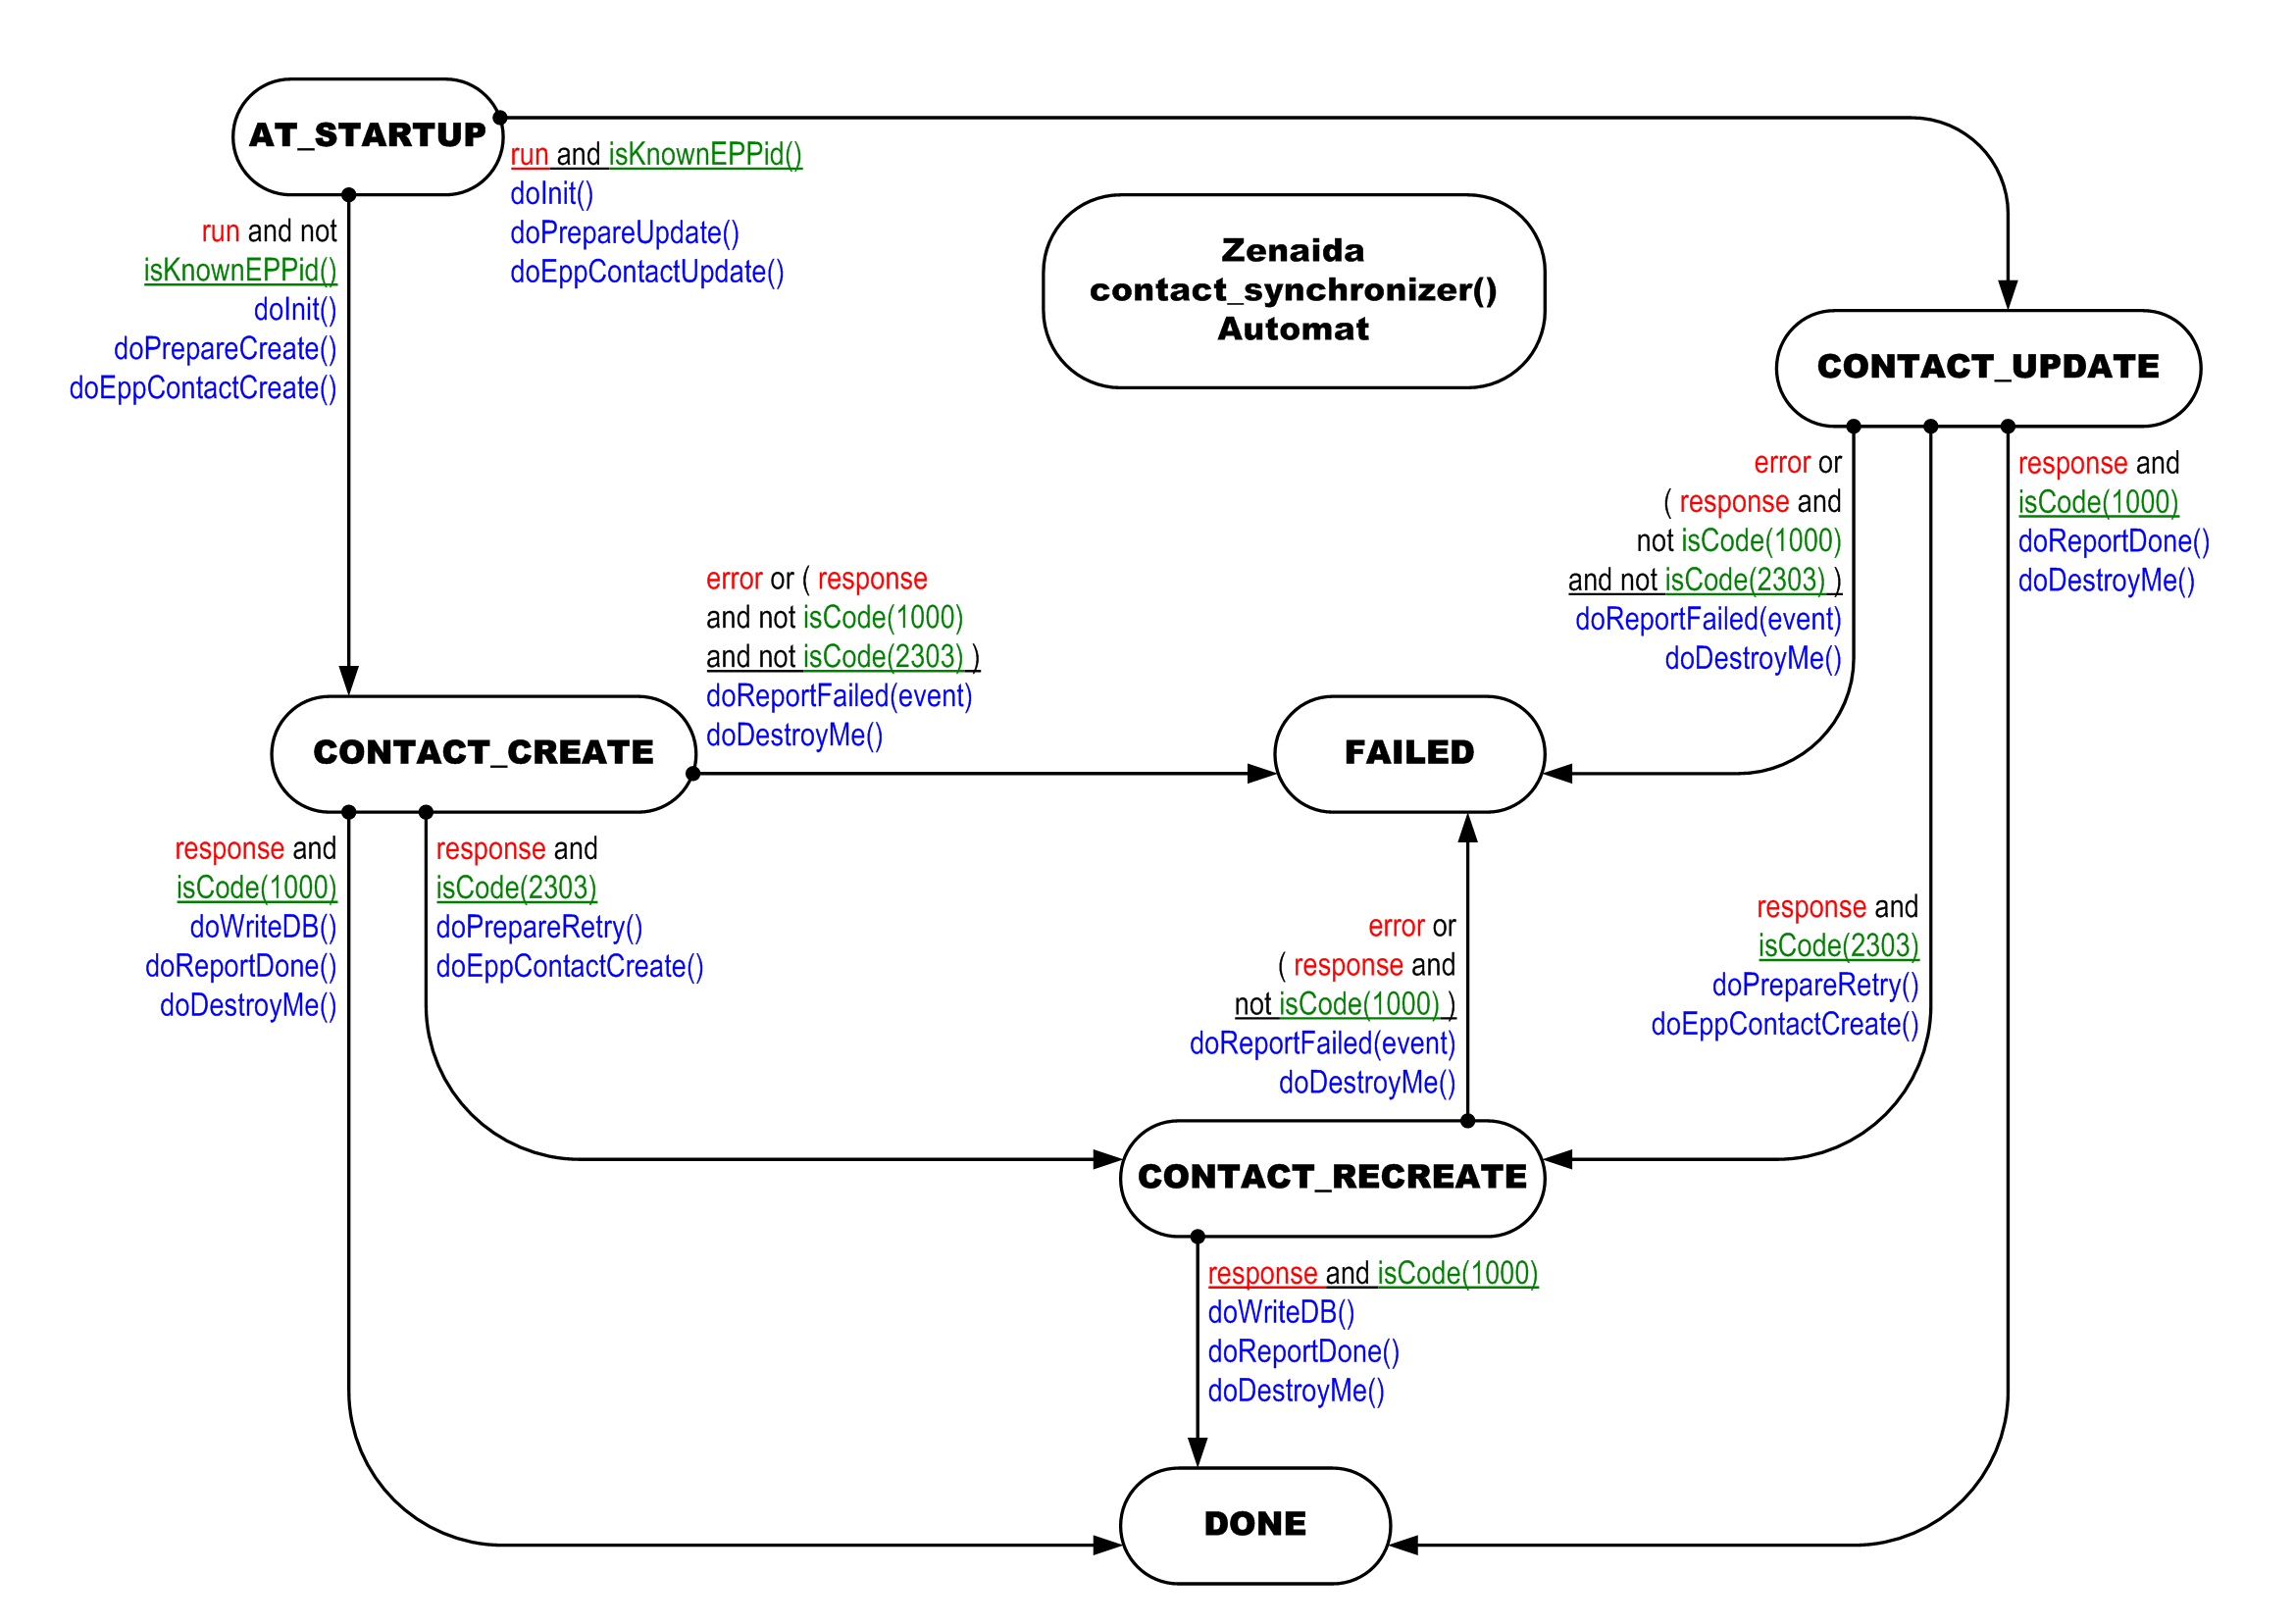 AT_STARTUP
run and isKnownEPPid()
doInit()
doPrepareUpdate()
doEppContactUpdate()
run and not
isKnownEPPid()
doInit()
doPrepareCreate()
doEppContactCreate()
Zenaida
contact_synchronizer()
Automat
CONTACT_UPDATE
error or
( response and
not isCode(1000)
and not isCode(2303) )
doReportFailed(event)
doDestroyMe()
response and
isCode(1000)
doReportDone()
doDestroyMe()
error or ( response
and not isCode(1000)
and not isCode(2303) )
doReportFailed(event)
doDestroyMe()
CONTACT_CREATE
FAILED
response and
isCode(1000)
doWriteDB()
doReportDone()
doDestroyMe()
response and
isCode(2303)
doPrepareRetry()
doEppContactCreate()
error or
( response and
not isCode(1000) )
doReportFailed(event)
doDestroyMe()
response and
isCode(2303)
doPrepareRetry()
doEppContactCreate()
CONTACT_RECREATE
response and isCode(1000)
doWriteDB()
doReportDone()
doDestroyMe()
DONE